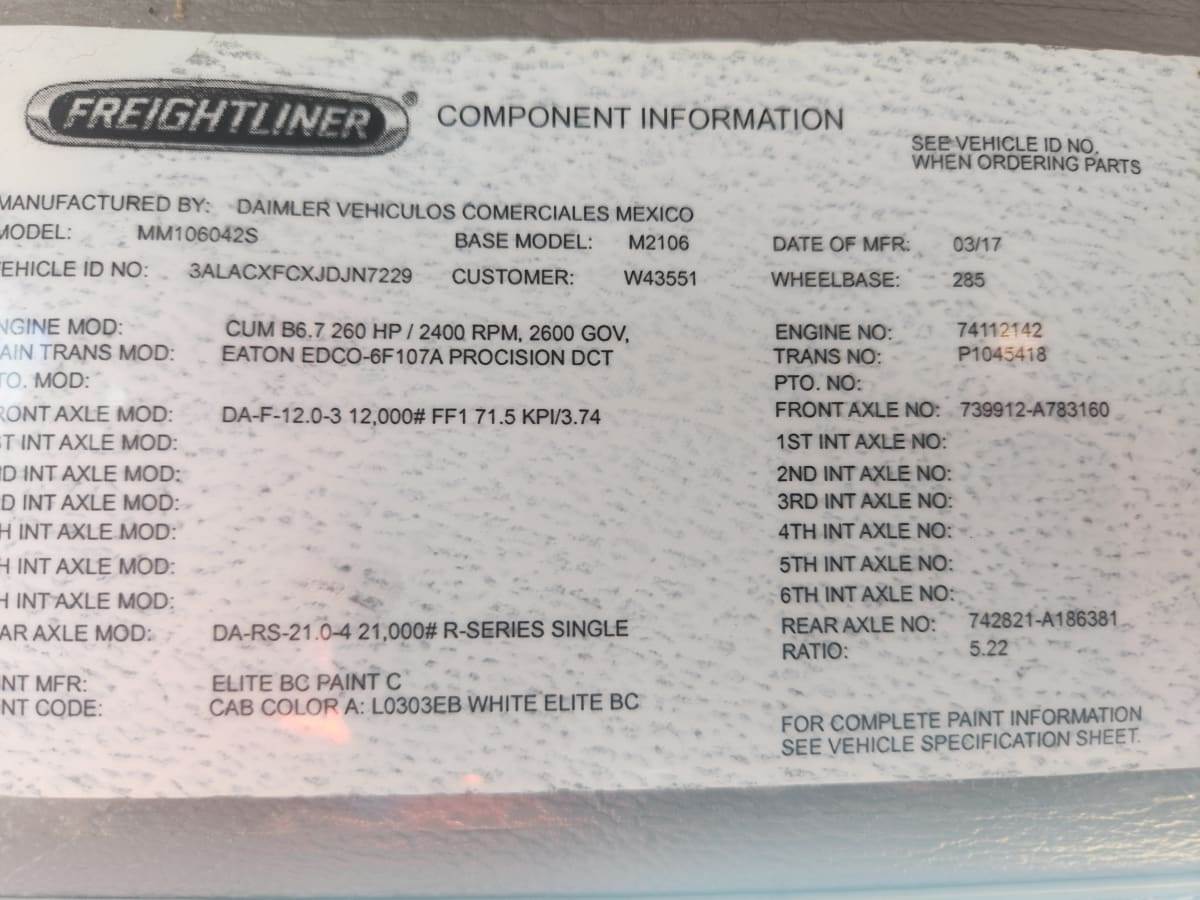 FREIGHTLINER® COMPONENT INFORMATION
SEE VEHICLE ID NO.
WHEN ORDERING PARTS
MANUFACTURED BY: DAIMLER VEHICULOS COMERCIALES MEXICO
MODEL: MM106042S BASE MODEL: M2106 DATE OF MFR: 03/17
EHICLE ID NO: 3ALACXFCXJDJN7229 CUSTOMER: W43551 WHEELBASE: 285
NGINE MOD: CUM B6.7 260 HP / 2400 RPM, 2600 GOV, ENGINE NO: 74112142
AIN TRANS MOD: EATON EDCO-6F107A PROCISION DCT TRANS NO: P1045418
TO. MOD: PTO. NO:
RONT AXLE MOD: DA-F-12.0-3 12,000# FF1 71.5 KPI/3.74 FRONT AXLE NO: 739912-A783160
ST INT AXLE MOD: 1ST INT AXLE NO:
ND INT AXLE MOD: 2ND INT AXLE NO:
D INT AXLE MOD: 3RD INT AXLE NO:
H INT AXLE MOD: 4TH INT AXLE NO:
H INT AXLE MOD: 5TH INT AXLE NO:
H INT AXLE MOD: 6TH INT AXLE NO:
AR AXLE MOD: DA-RS-21.0-4 21,000# R-SERIES SINGLE REAR AXLE NO: 742821-A186381
RATIO: 5.22
NT MFR: ELITE BC PAINT C
NT CODE: CAB COLOR A: L0303EB WHITE ELITE BC
FOR COMPLETE PAINT INFORMATION
SEE VEHICLE SPECIFICATION SHEET.